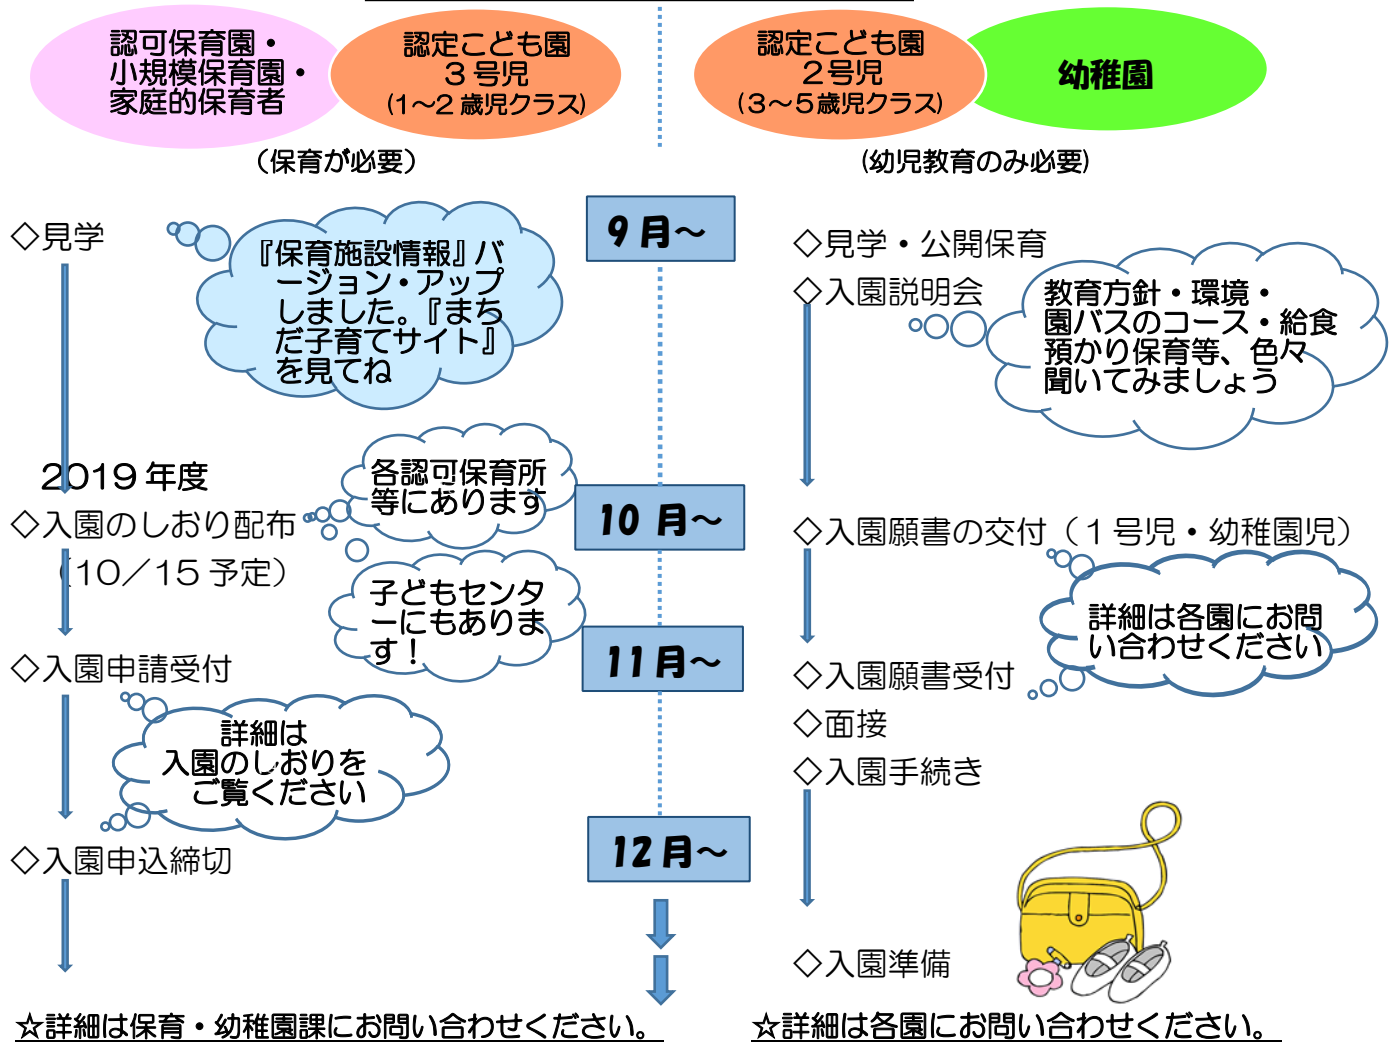 認可保育園・
小規模保育園・
家庭的保育者
認定こども園
3号児
(1～2歳児クラス)
(保育が必要)
認定こども園
2号児
(3～5歳児クラス)
幼稚園
(幼児教育のみ必要)
9月～
◇見学
『保育施設情報』バ
ージョン・アップ
しました。『まち
だ子育てサイト』
を見てね
◇見学・公開保育
◇入園説明会
教育方針・環境・
園バスのコース・給食
預かり保育等、色々
聞いてみましょう
10月～
2019年度
◇入園のしおり配布
(10／15予定)
各認可保育所
等にあります
子どもセンタ
ーにもありま
す！
◇入園願書の交付（1号児・幼稚園児）
詳細は各園にお問
い合わせください
11月～
◇入園申請受付
詳細は
入園のしおりを
ご覧ください
◇入園願書受付
◇面接
◇入園手続き
12月～
◇入園申込締切
◇入園準備
☆詳細は保育・幼稚園課にお問い合わせください。
☆詳細は各園にお問い合わせください。